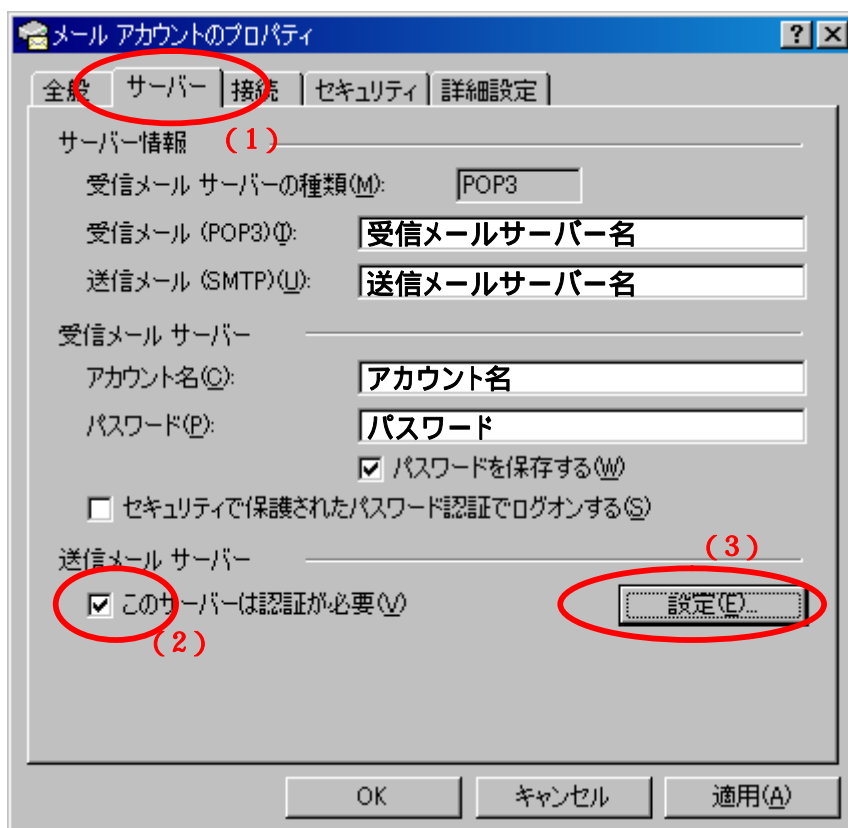 メール アカウントのプロパティ
全般 サーバー 接続 セキュリティ 詳細設定
(1)
サーバー情報
受信メール サーバーの種類(M): POP3
受信メール (POP3)(I): 受信メールサーバー名
送信メール (SMTP)(U): 送信メールサーバー名
受信メール サーバー
アカウント名(C): アカウント名
パスワード(P): パスワード
パスワードを保存する(W)
セキュリティで保護されたパスワード認証でログオンする(S)
送信メール サーバー
(3)
このサーバーは認証が必要(V) 設定(E)...
(2)
OK キャンセル 適用(A)